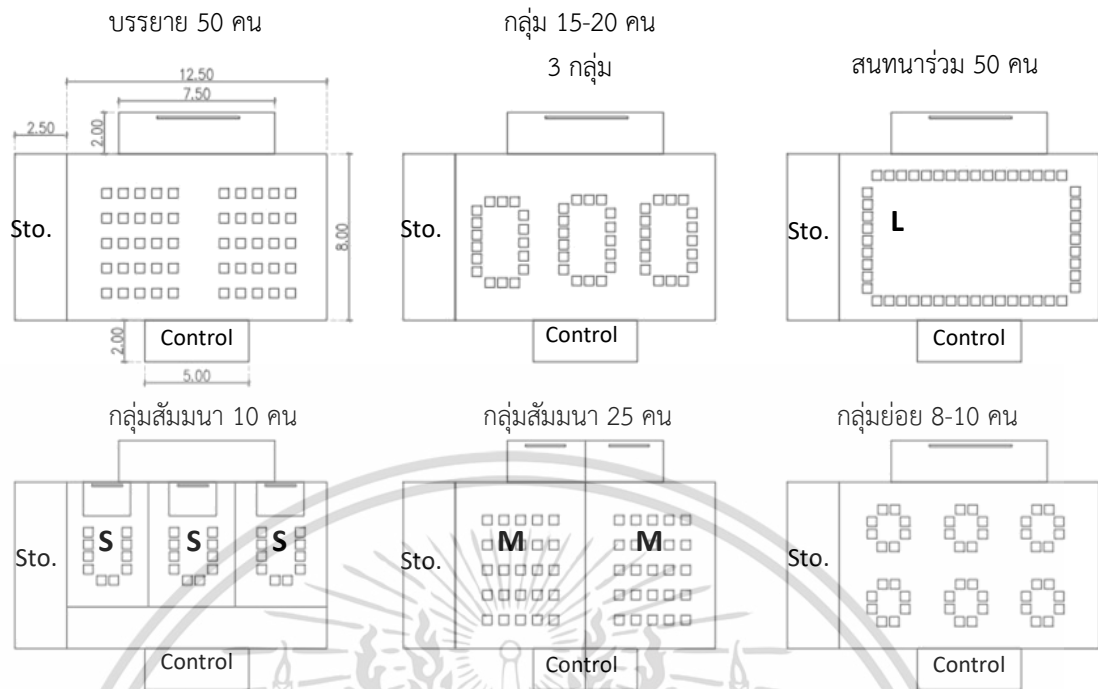 บรรยาย 50 คน
กลุ่ม 15-20 คน
3 กลุ่ม
สนทนาร่วม 50 คน
12.50
7.50
2.50
2.00
Sto.
8.00
2.00
Control
5.00
Sto.
Control
Sto.
L
Control
กลุ่มสัมมนา 10 คน
กลุ่มสัมมนา 25 คน
กลุ่มย่อย 8-10 คน
Sto.
S
S
S
Control
Sto.
M
M
Control
Sto.
Control